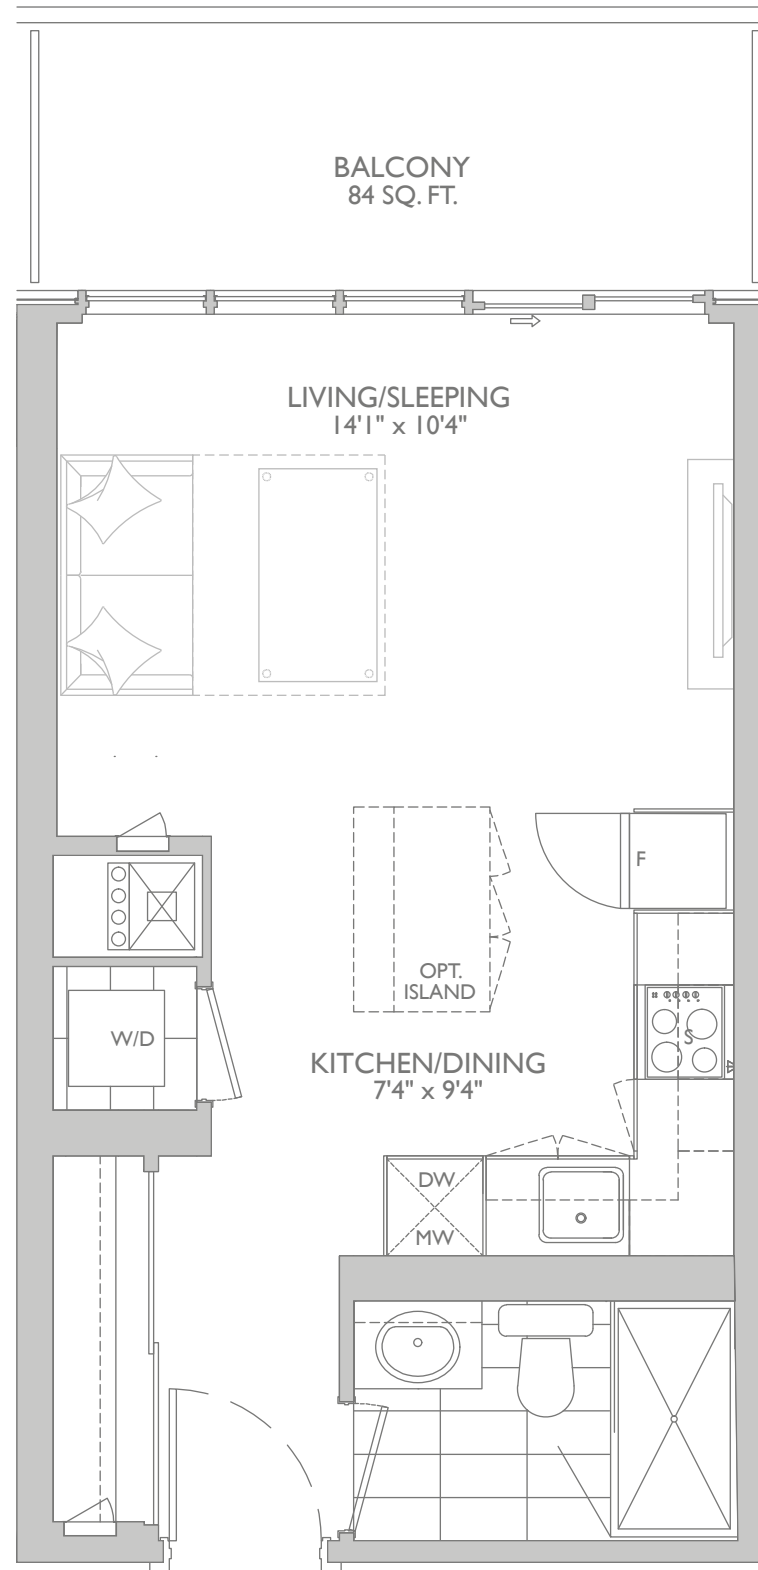 BALCONY
84 SQ. FT.
LIVING/SLEEPING
14'1" x 10'4"
F
OPT.
ISLAND
S
W/D
KITCHEN/DINING
7'4" x 9'4"
DW
MW